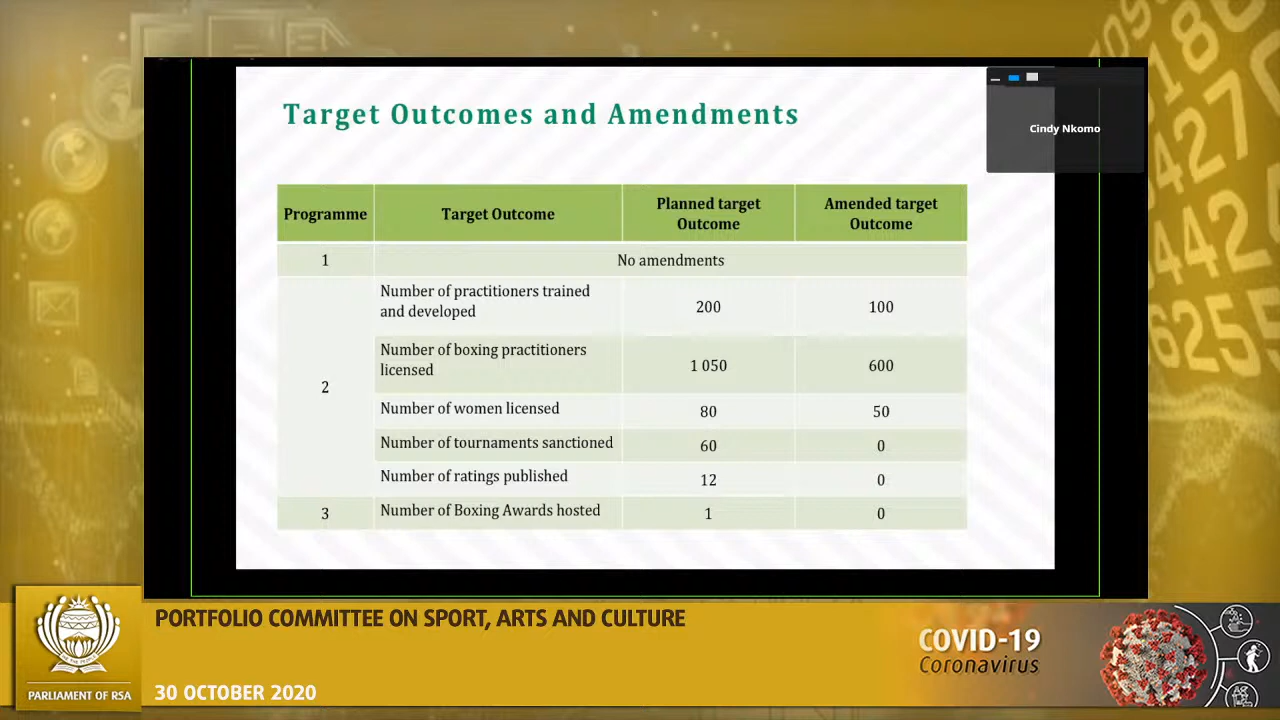 Target Outcomes and Amendments
Cindy Nkomo
Programme
Target Outcome
Planned target
Outcome
Amended target
Outcome
1
No amendments
2
Number of practitioners trained
and developed
200
100
Number of boxing practitioners
licensed
1 050
600
Number of women licensed
80
50
Number of tournaments sanctioned
60
0
Number of ratings published
12
0
3
Number of Boxing Awards hosted
1
0
PORTFOLIO COMMITTEE ON SPORT, ARTS AND CULTURE
30 OCTOBER 2020
PARLIAMENT OF RSA
COVID-19
Coronavirus